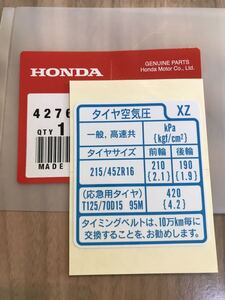 HONDA
GENUINE PARTS
Honda Motor Co., Ltd.
4276
QTY 1
MADE
タイヤ空気圧 XZ
一般,高速共 kPa {kgf/cm²}
タイヤサイズ 前輪 後輪
215/45ZR16 210 {2.1} 190 {1.9}
(応急用タイヤ) T125/70D15 95M 420 {4.2}
タイミングベルトは、10万km毎に
交換することを、お勧めします。